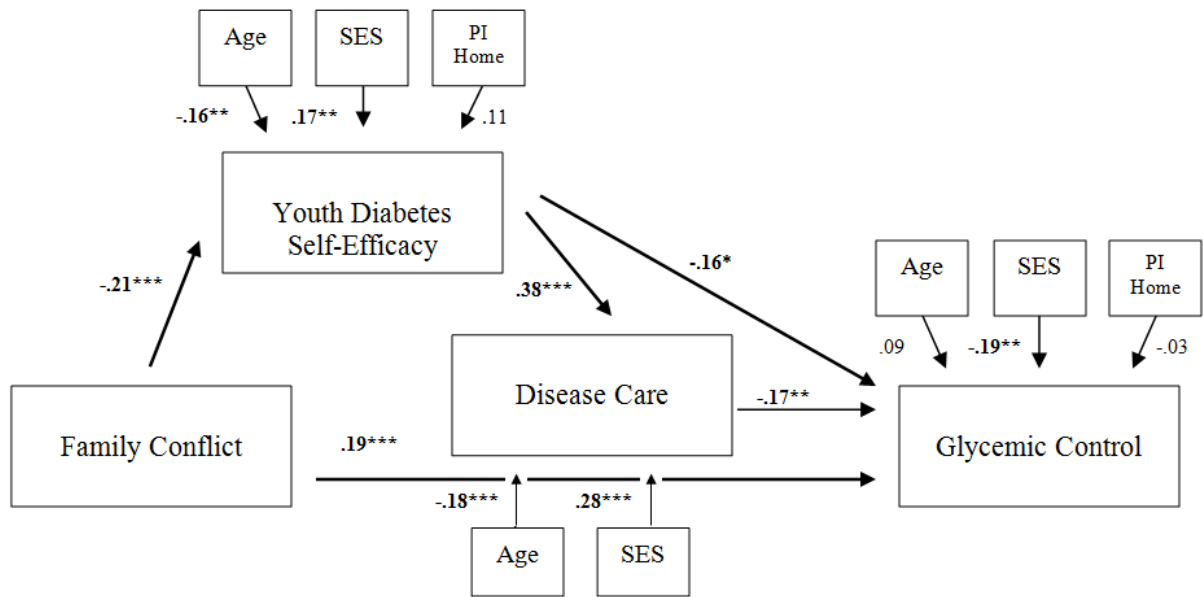 Age
SES
PI
Home
-.16**
.17**
.11
Youth Diabetes
Self-Efficacy
-.21***
.38***
-.16*
Age
SES
PI
Home
.09
-.19**
-.03
Disease Care
-.17**
Family Conflict
.19***
Glycemic Control
-.18***
.28***
Age
SES